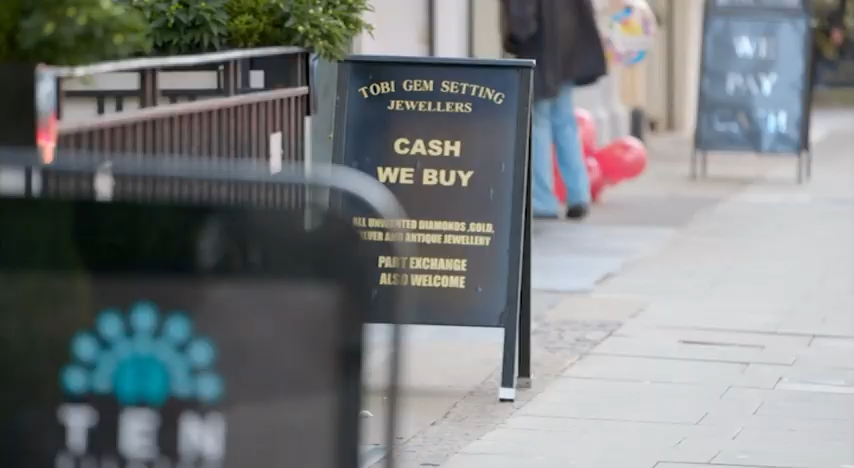 TOBI GEM SETTING
JEWELLERS
CASH
WE BUY
ALL UNWANTED DIAMONDS, GOLD,
SILVER AND ANTIQUE JEWELLERY
PART EXCHANGE
ALSO WELCOME
WE
PAY
CASH
TEN